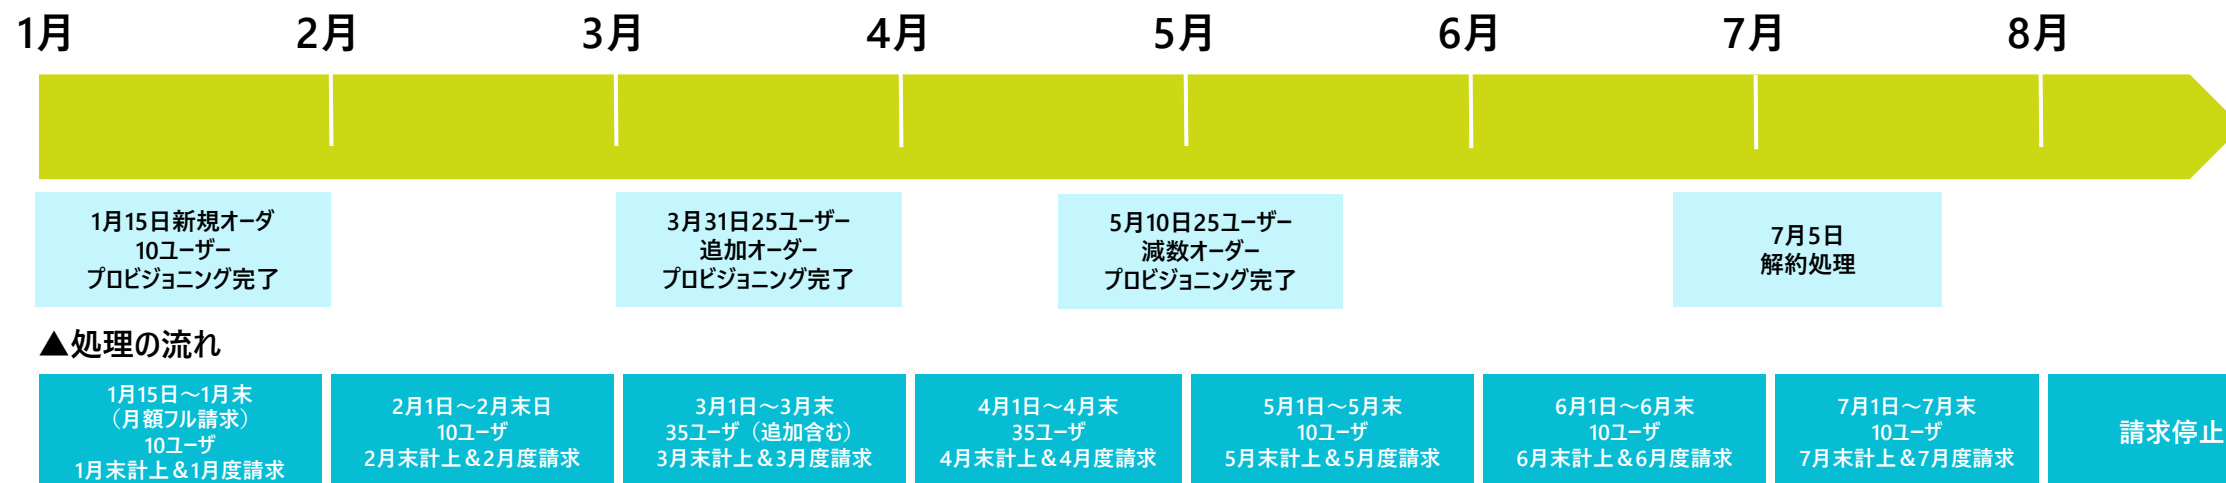 1月
2月
3月
4月
5月
6月
7月
8月
1月15日新規オーダ
10ユーザー
プロビジョニング完了
3月31日25ユーザー
追加オーダー
プロビジョニング完了
5月10日25ユーザー
減数オーダー
プロビジョニング完了
7月5日
解約処理
▲処理の流れ
1月15日～1月末
（月額フル請求）
10ユーザ
1月末計上＆1月度請求
2月1日～2月末日
10ユーザ
2月末計上＆2月度請求
3月1日～3月末
35ユーザ（追加含む）
3月末計上＆3月度請求
4月1日～4月末
35ユーザ
4月末計上＆4月度請求
5月1日～5月末
10ユーザ
5月末計上＆5月度請求
6月1日～6月末
10ユーザ
6月末計上＆6月度請求
7月1日～7月末
10ユーザ
7月末計上＆7月度請求
請求停止